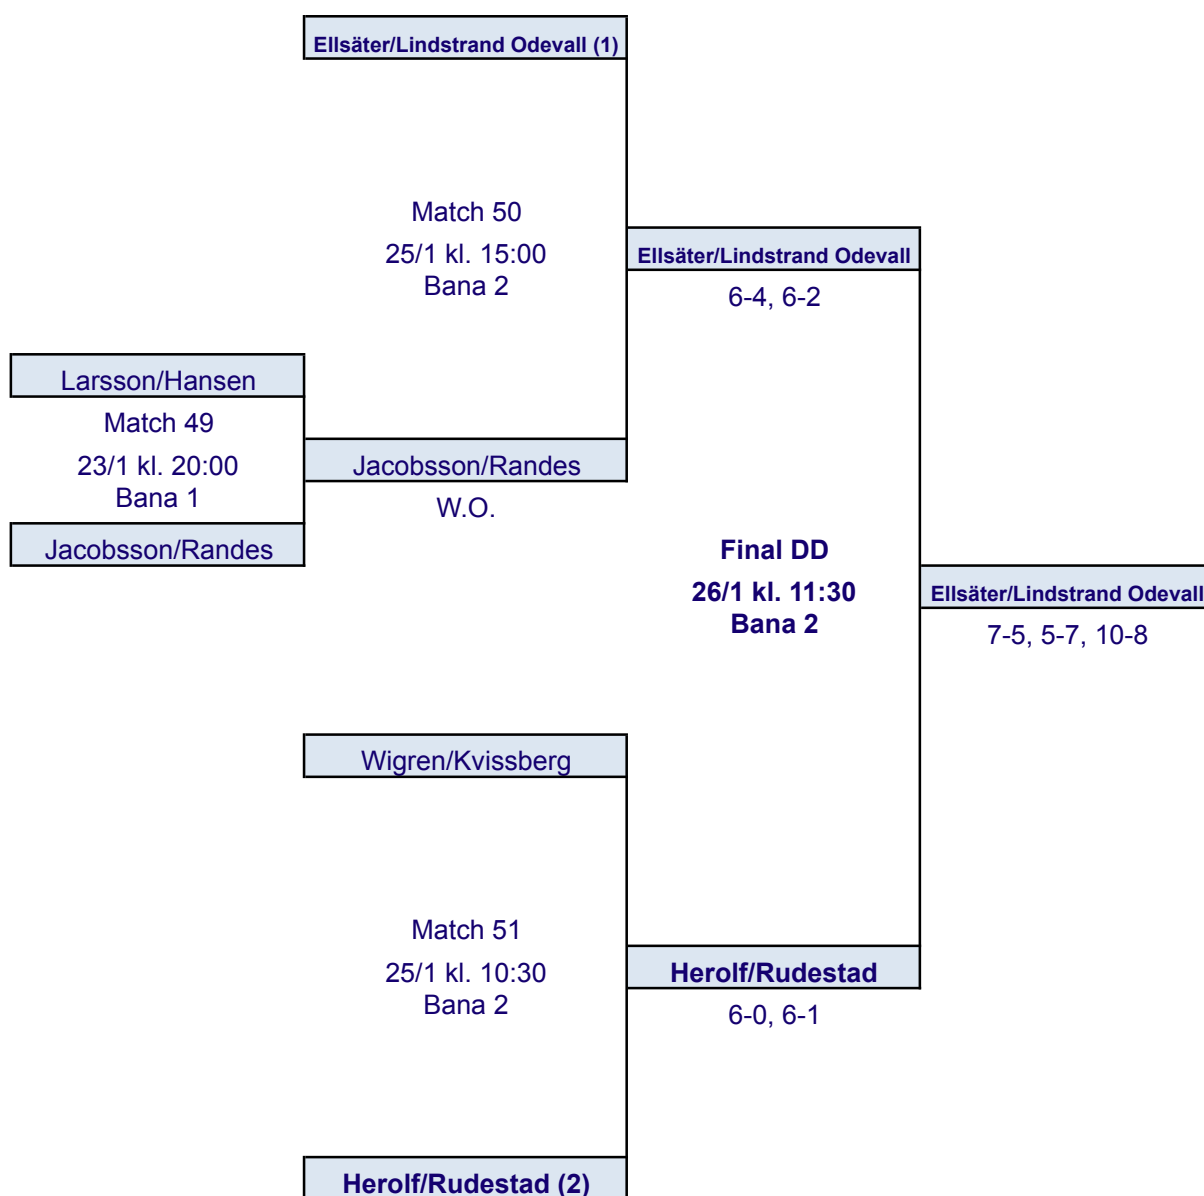 Ellsäter/Lindstrand Odevall (1)
Match 50
25/1 kl. 15:00
Bana 2
Ellsäter/Lindstrand Odevall
6-4, 6-2
Larsson/Hansen
Match 49
23/1 kl. 20:00
Bana 1
Jacobsson/Randes
Jacobsson/Randes
W.O.
Final DD
26/1 kl. 11:30
Bana 2
Ellsäter/Lindstrand Odevall
7-5, 5-7, 10-8
Wigren/Kvissberg
Match 51
25/1 kl. 10:30
Bana 2
Herolf/Rudestad
6-0, 6-1
Herolf/Rudestad (2)